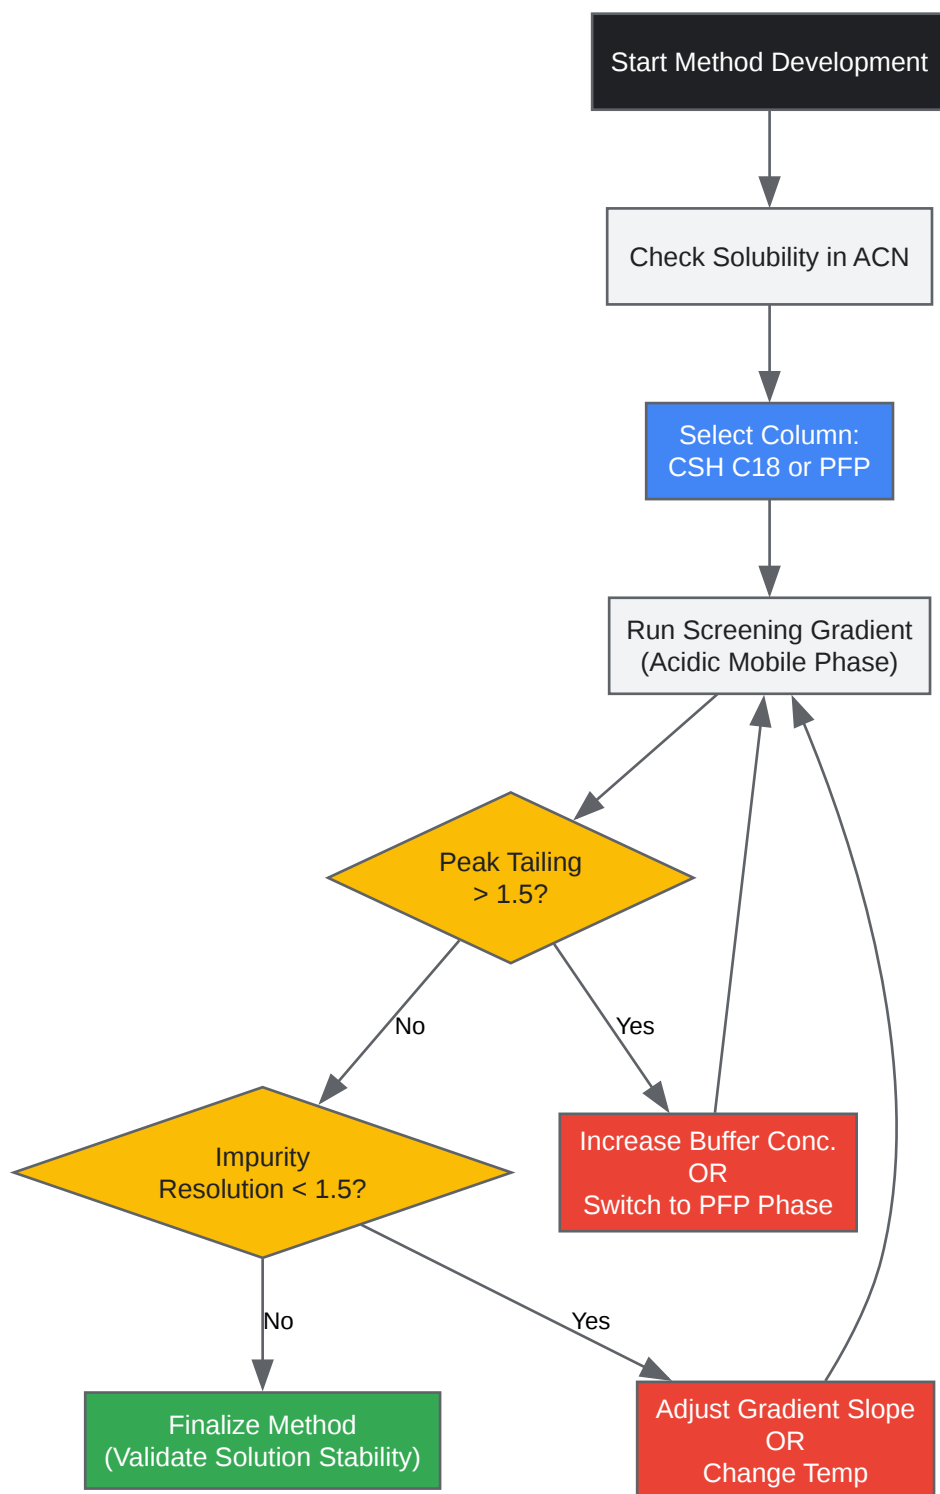 Start Method Development
Check Solubility in ACN
Select Column:
CSH C18 or PFP
Run Screening Gradient
(Acidic Mobile Phase)
Peak Tailing
> 1.5?
No
Yes
Increase Buffer Conc.
OR
Switch to PFP Phase
Impurity
Resolution < 1.5?
No
Yes
Finalize Method
(Validate Solution Stability)
Adjust Gradient Slope
OR
Change Temp